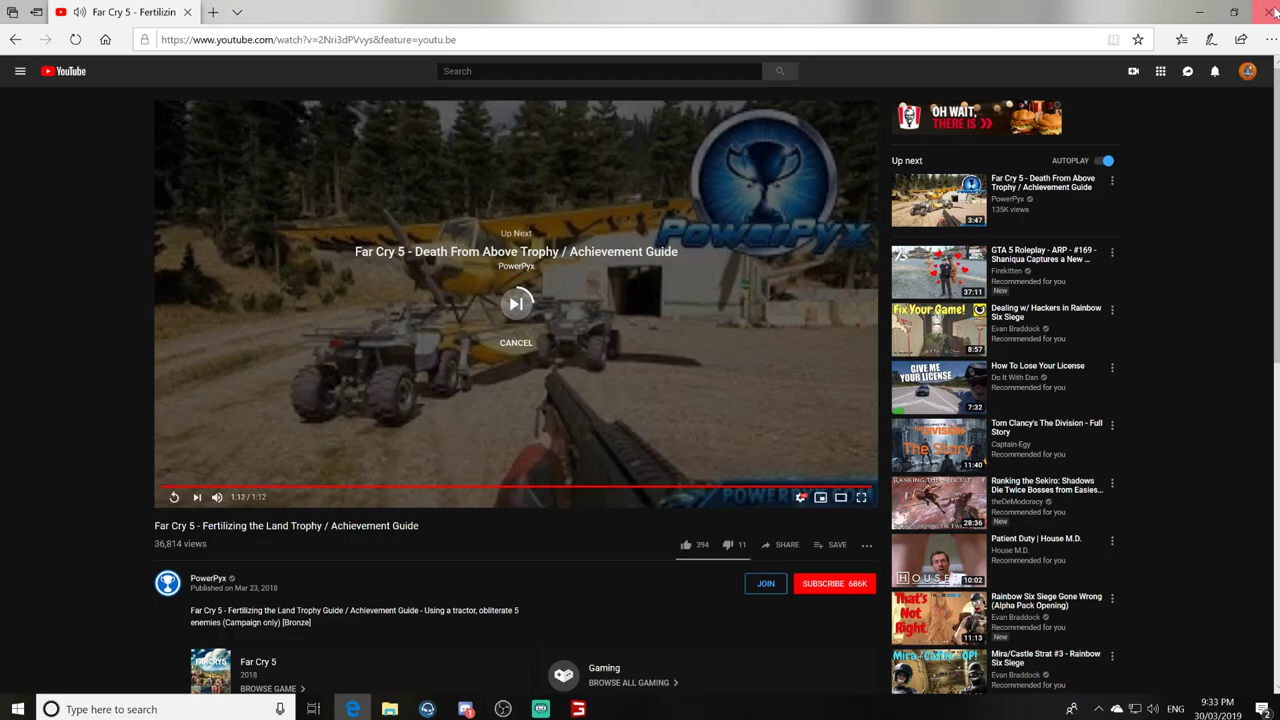 Far Cry 5 - Fertilizin
https://www.youtube.com/watch?v=2Nri3dPVvys&feature=youtu.be
YouTube
Search
OH WAIT,
THERE IS
Up next
AUTOPLAY
POWERPYX
Up Next
Far Cry 5 - Death From Above Trophy / Achievement Guide
PowerPyx
CANCEL
POWERPYX.COM
1:12 / 1:12
Far Cry 5 - Fertilizing the Land Trophy / Achievement Guide
36,814 views
394
11
SHARE
SAVE
PowerPyx
Published on Mar 23, 2018
JOIN
SUBSCRIBE 686K
Far Cry 5 - Fertilizing the Land Trophy Guide / Achievement Guide - Using a tractor, obliterate 5
enemies (Campaign only) [Bronze]
FARCRY5
Far Cry 5
2018
BROWSE GAME
Gaming
BROWSE ALL GAMING
Far Cry 5 - Death From Above
Trophy / Achievement Guide
PowerPyx
135K views
3:47
GTA 5 Roleplay - ARP - #169 -
Shaniqua Captures a New ...
Firekitten
Recommended for you
New
37:11
Fix Your Game!
Dealing w/ Hackers in Rainbow
Six Siege
Evan Braddock
Recommended for you
8:57
GIVE ME
YOUR LICENSE
How To Lose Your License
Do It With Dan
Recommended for you
7:32
DIVISION
The Story
Tom Clancy's The Division - Full
Story
Captain-Egy
Recommended for you
11:40
Ranking the Sekiro: Shadows
Die Twice Bosses from Easies...
theDeModcracy
Recommended for you
New
28:36
HOUSE
Patient Duty | House M.D.
House M.D.
Recommended for you
10:02
That's
Not
Right
Rainbow Six Siege Gone Wrong
(Alpha Pack Opening)
Evan Braddock
Recommended for you
New
11:13
Mira+Castle=OP!
Mira/Castle Strat #3 - Rainbow
Six Siege
Evan Braddock
Recommended for you
Type here to search
ENG
9:33 PM
30/03/2019